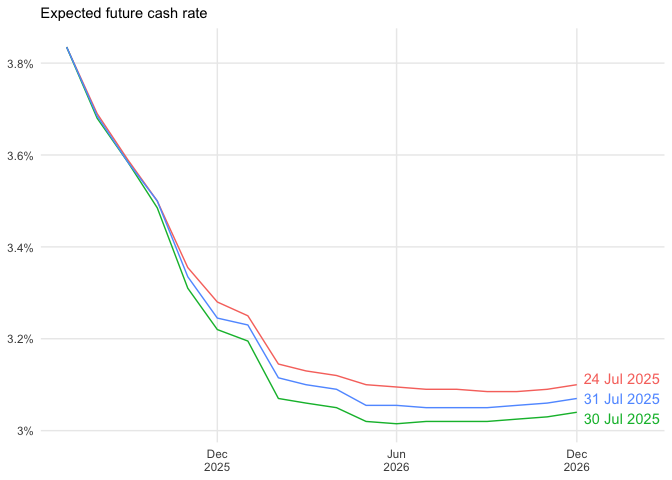 Expected future cash rate
3.8%
3.6%
3.4%
3.2%
3%
24 Jul 2025
31 Jul 2025
30 Jul 2025
Dec
2025
Jun
2026
Dec
2026